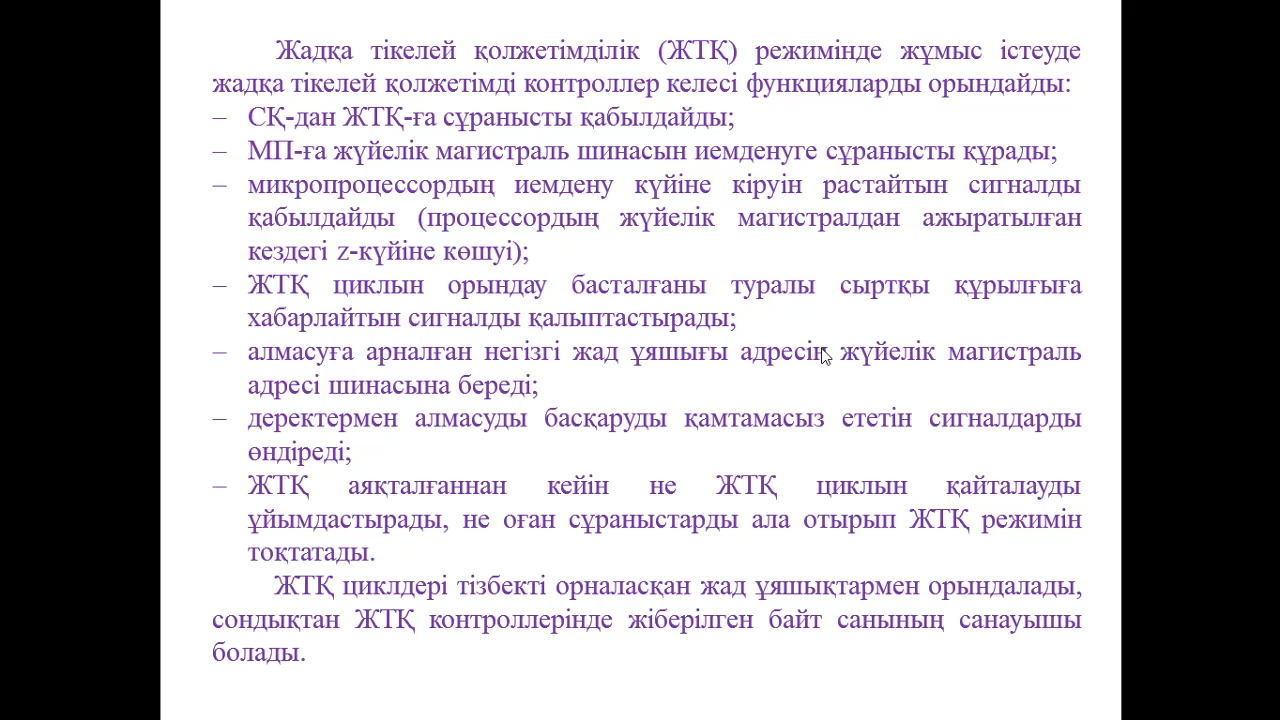 Жадқа тікелей қолжетімділік (ЖТҚ) режимінде жұмыс істеуде
жадқа тікелей қолжетімді контроллер келесі функцияларды орындайды:
– СҚ-дан ЖТҚ-ға сұранысты қабылдайды;
– МП-ға жүйелік магистраль шинасын иемденуге сұранысты құрады;
– микропроцессордың иемдену күйіне кіруін растайтын сигналды
қабылдайды (процессордың жүйелік магистралдан ажыратылған
кездегі z-күйіне көшуі);
– ЖТҚ циклын орындау басталғаны туралы сыртқы құрылғыға
хабарлайтын сигналды қалыптастырады;
– алмасуға арналған негізгі жад ұяшығы адресін жүйелік магистраль
адресі шинасына береді;
– деректермен алмасуды басқаруды қамтамасыз ететін сигналдарды
өндіреді;
– ЖТҚ аяқталғаннан кейін не ЖТҚ циклын қайталауды
ұйымдастырады, не оған сұраныстарды ала отырып ЖТҚ режимін
тоқтатады.
ЖТҚ циклдері тізбекті орналасқан жад ұяшықтармен орындалады,
сондықтан ЖТҚ контроллерінде жіберілген байт санының санауышы
болады.